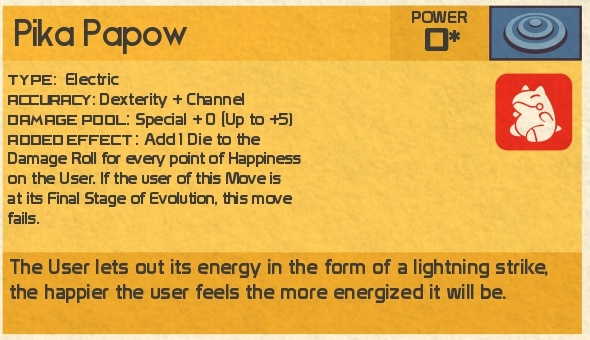 Pika Papow
POWER
0*
TYPE: Electric
ACCURACY: Dexterity + Channel
DAMAGE POOL: Special + 0 (Up to +5)
ADDED EFFECT: Add 1 Die to the
Damage Roll for every point of Happiness
on the User. If the user of this Move is
at its Final Stage of Evolution, this move
fails.
The User lets out its energy in the form of a lightning strike,
the happier the user feels the more energized it will be.